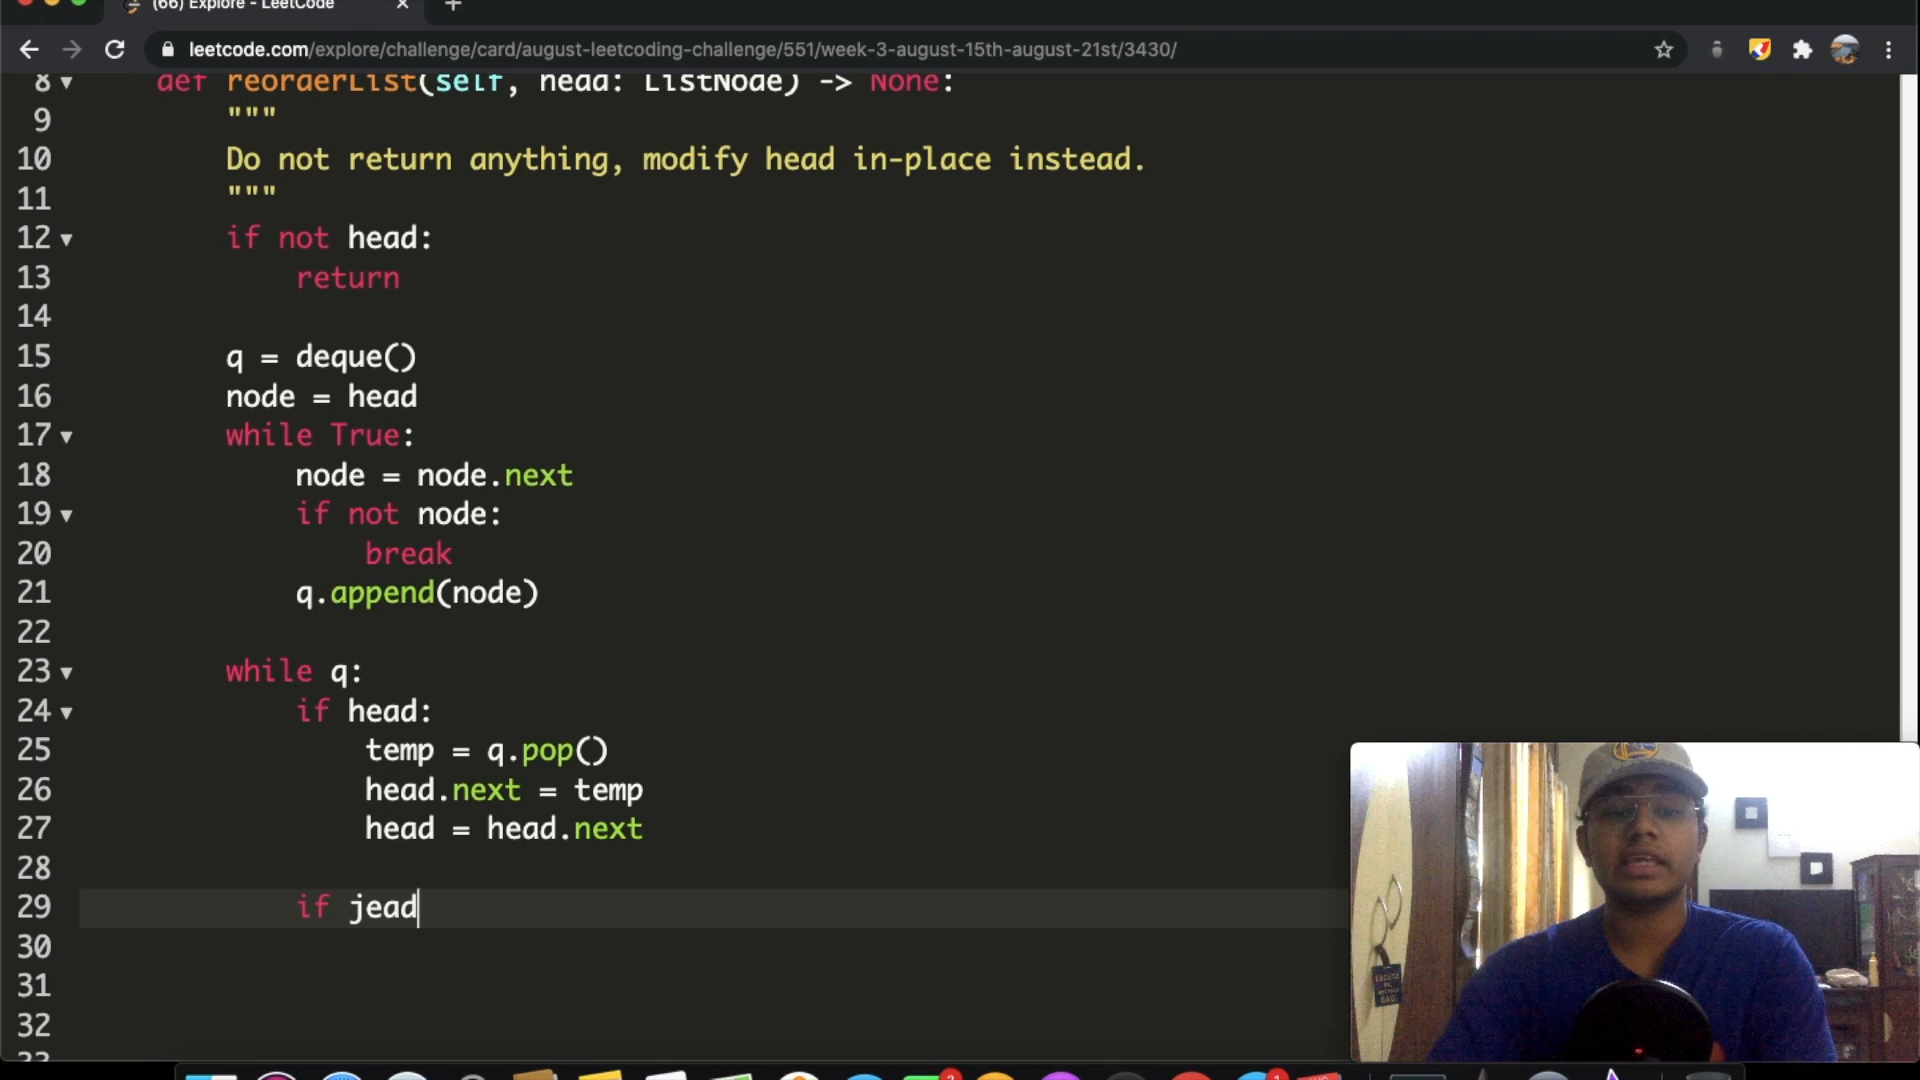 (66) Explore - LeetCode
leetcode.com/explore/challenge/card/august-leetcoding-challenge/551/week-3-august-15th-august-21st/3430/
8 def reorderList(self, head: ListNode) -> None:
9 """
10 Do not return anything, modify head in-place instead.
11 """
12 if not head:
13 return
14
15 q = deque()
16 node = head
17 while True:
18 node = node.next
19 if not node:
20 break
21 q.append(node)
22
23 while q:
24 if head:
25 temp = q.pop()
26 head.next = temp
27 head = head.next
28
29 if jead
30
31
32
33